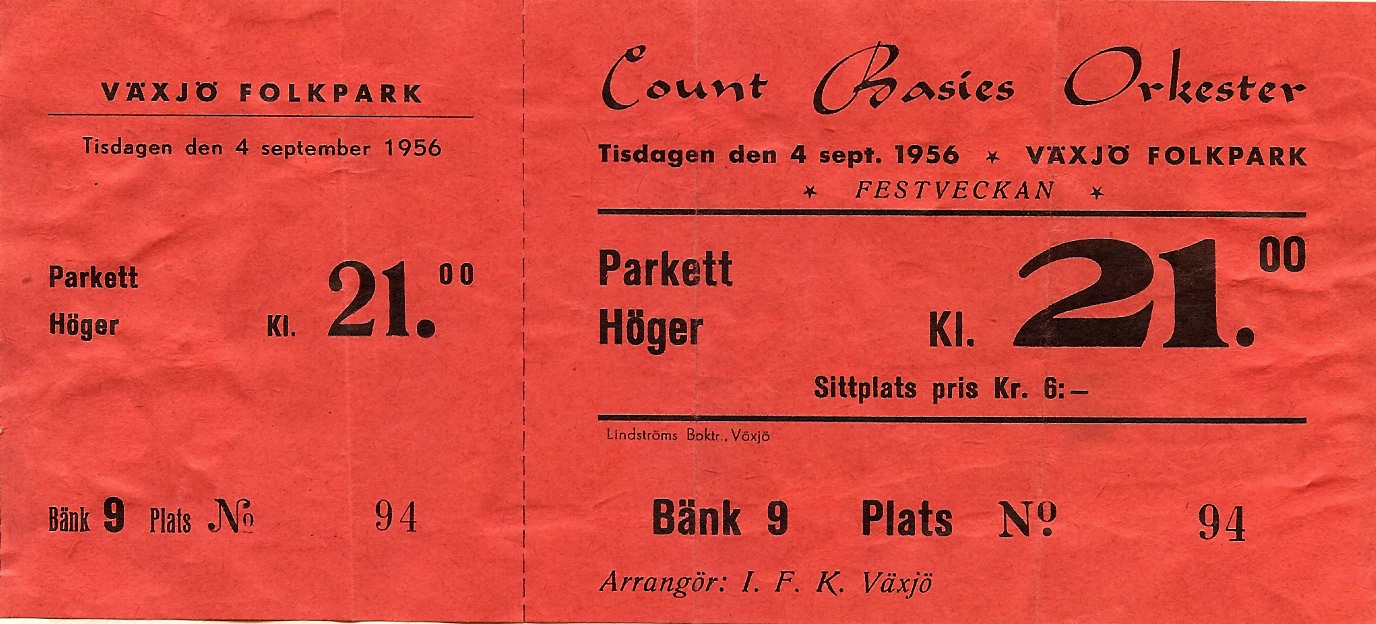 VÄXJÖ FOLKPARK
Tisdagen den 4 september 1956
Parkett
Höger Kl. 21.00
Bänk 9 Plats No 94
Count Basies Orkester
Tisdagen den 4 sept. 1956 ★ VÄXJÖ FOLKPARK
★ FESTVECKAN ★
Parkett
Höger Kl. 21.00
Sittplats pris Kr. 6:—
Lindströms Boktr., Växjö
Bänk 9 Plats Nº 94
Arrangör: I. F. K. Växjö